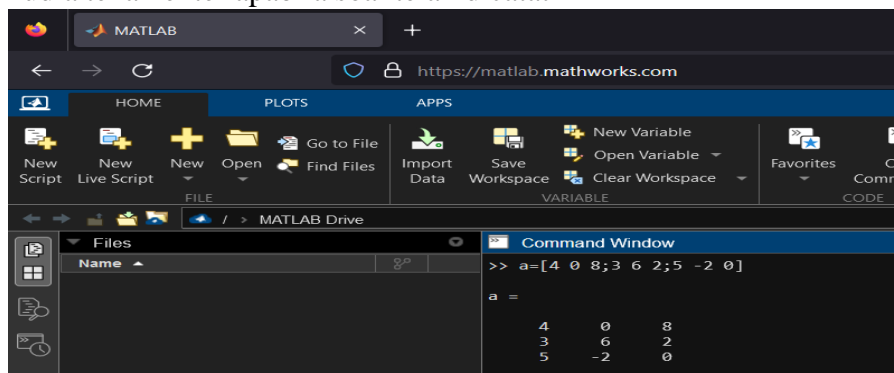 MATLAB
https://matlab.mathworks.com
HOME PLOTS APPS
New Script
New Live Script
New
Open
Go to File
Find Files
Import Data
Save Workspace
New Variable
Open Variable
Clear Workspace
Favorites
FILE VARIABLE CODE
/ > MATLAB Drive
Files
Name
Command Window
>> a=[4 0 8;3 6 2;5 -2 0]
a =
4 0 8
3 6 2
5 -2 0